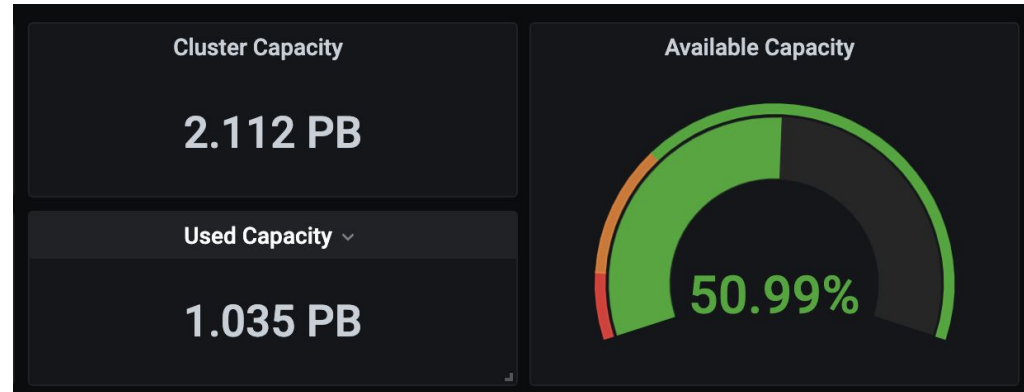 Cluster Capacity
2.112 PB
Used Capacity
1.035 PB
Available Capacity
50.99%